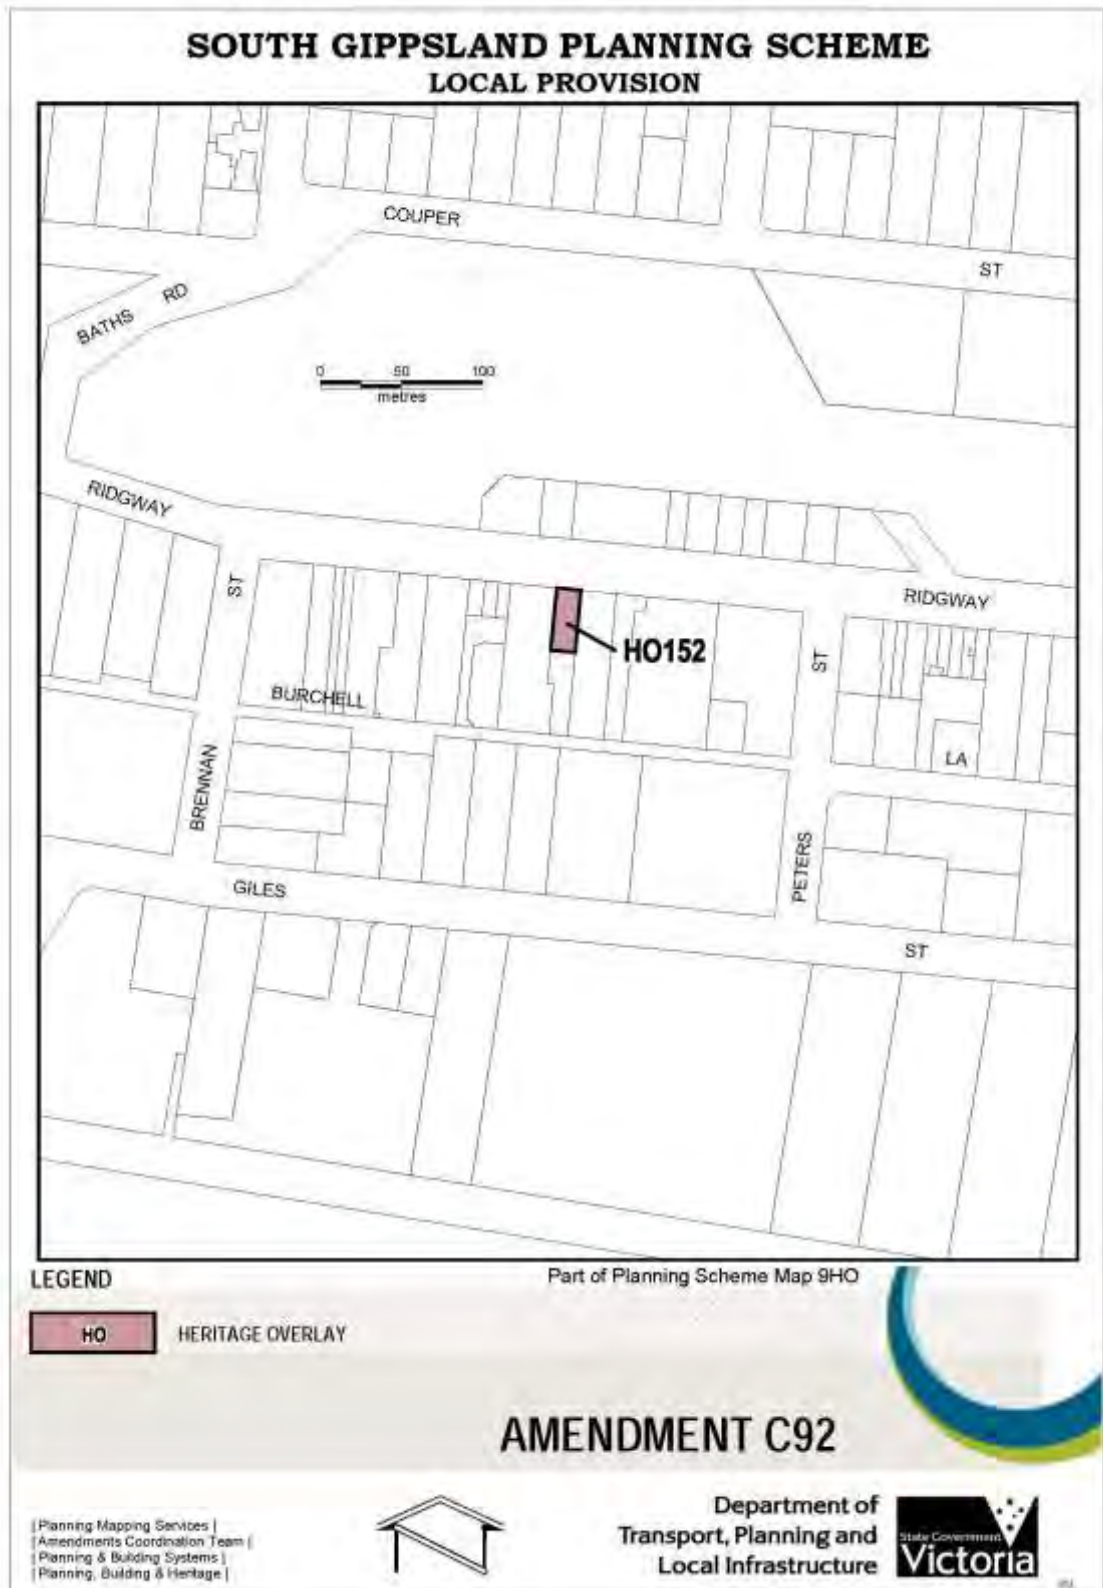 SOUTH GIPPSLAND PLANNING SCHEME
LOCAL PROVISION
COUPER
ST
BATHS RD
0 50 100
metres
RIDGWAY
ST
RIDGWAY
HO152
ST
BURCHELL
LA
BRENNAN
PETERS
GILES
ST
LEGEND
Part of Planning Scheme Map 9HO
HO
HERITAGE OVERLAY
AMENDMENT C92
| Planning Mapping Services |
| Amendments Coordination Team |
| Planning & Building Systems |
| Planning, Building & Heritage |
Department of
Transport, Planning and
Local Infrastructure
State Government
Victoria